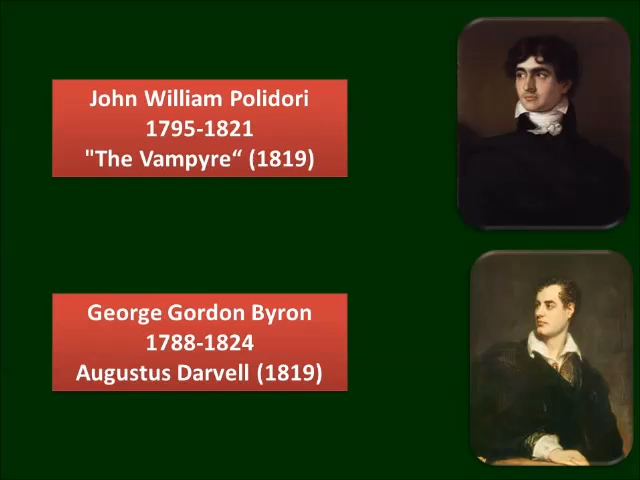 John William Polidori
1795-1821
"The Vampyre“ (1819)
George Gordon Byron
1788-1824
Augustus Darvell (1819)